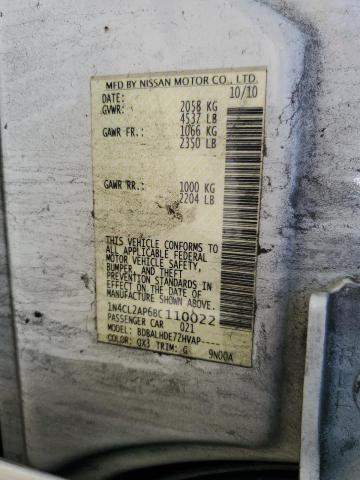 MFD BY NISSAN MOTOR CO., LTD.
DATE: 10/10
GVWR: 2058 KG
4537 LB
GAWR FR.: 1066 KG
2350 LB
GAWR RR.: 1000 KG
2204 LB
THIS VEHICLE CONFORMS TO
ALL APPLICABLE FEDERAL
MOTOR VEHICLE SAFETY,
BUMPER, AND THEFT
PREVENTION STANDARDS IN
EFFECT ON THE DATE OF
MANUFACTURE SHOWN ABOVE.
1N4CL2AP6BC110022
PASSENGER CAR 021
MODEL: BDBALHDE72HVAP-----
COLOR: QX3 TRIM: G 9N00A